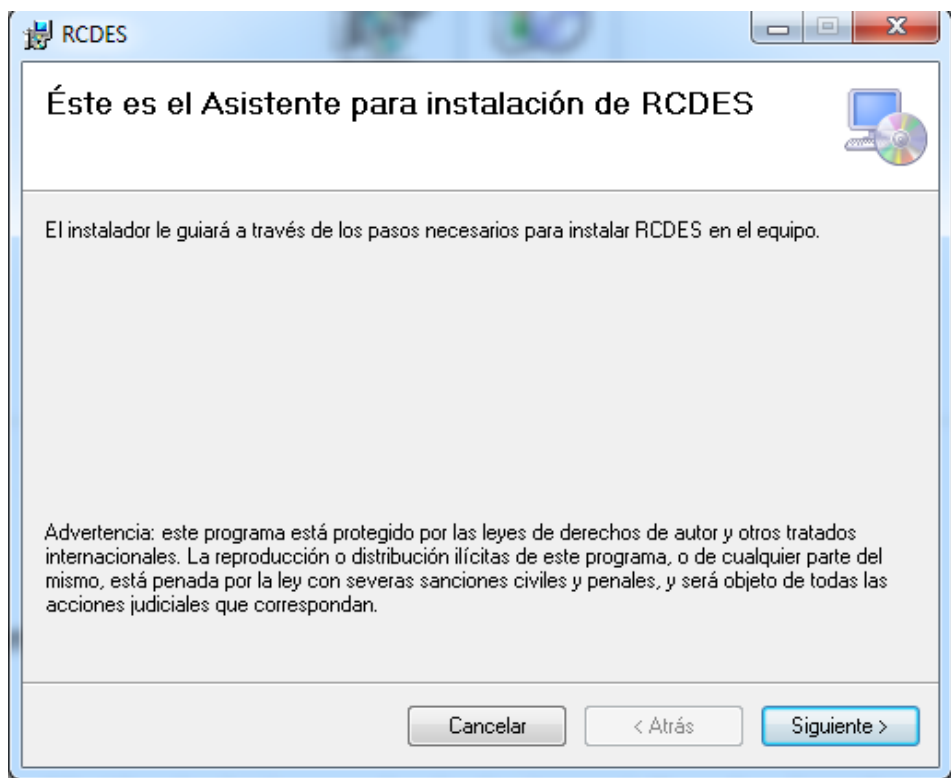 RCDES
Éste es el Asistente para instalación de RCDES
El instalador le guiará a través de los pasos necesarios para instalar RCDES en el equipo.
Advertencia: este programa está protegido por las leyes de derechos de autor y otros tratados
internacionales. La reproducción o distribución ilícitas de este programa, o de cualquier parte del
mismo, está penada por la ley con severas sanciones civiles y penales, y será objeto de todas las
acciones judiciales que correspondan.
Cancelar
< Atrás
Siguiente >